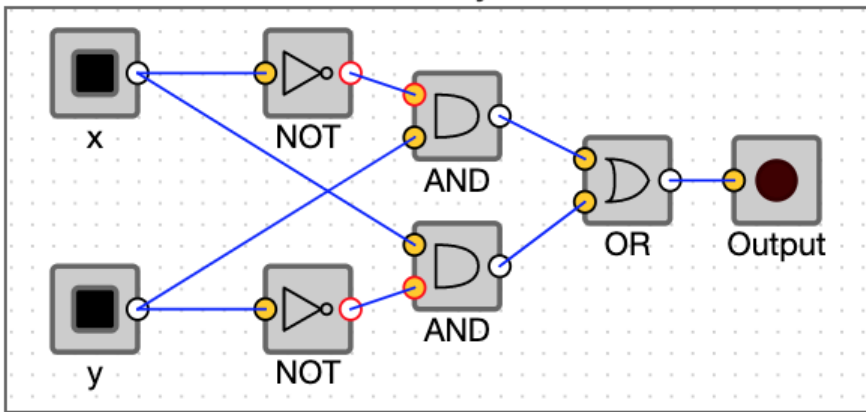 x
NOT
AND
OR
Output
AND
y
NOT